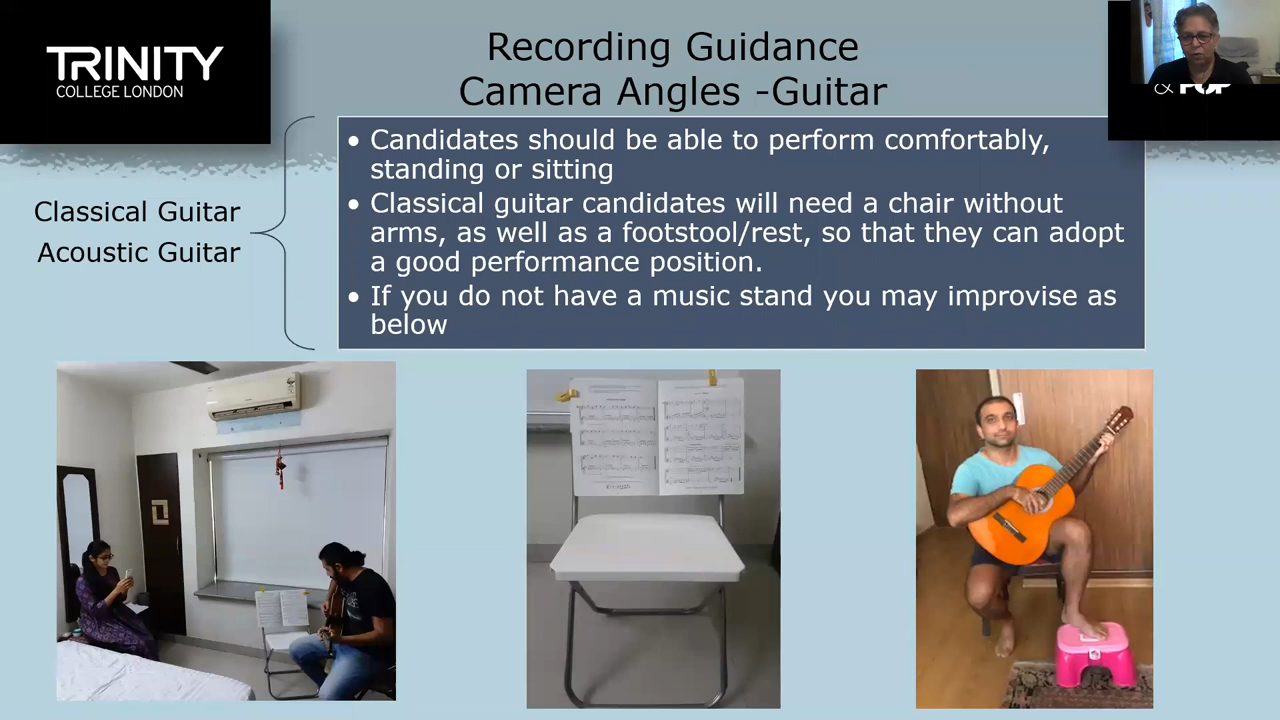 TRINITY
COLLEGE LONDON
Recording Guidance
Camera Angles -Guitar
Classical Guitar
Acoustic Guitar
• Candidates should be able to perform comfortably,
standing or sitting
• Classical guitar candidates will need a chair without
arms, as well as a footstool/rest, so that they can adopt
a good performance position.
• If you do not have a music stand you may improvise as
below